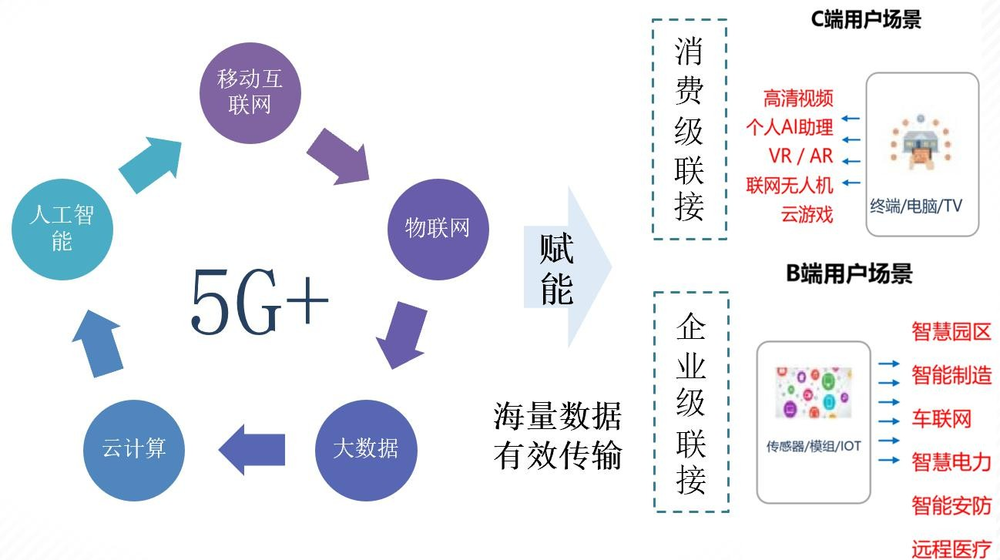 移动互
联网
人工智
能
物联网
5G+
云计算
大数据
赋
能
海量数据
有效传输
消费级联接
C端用户场景
高清视频
个人AI助理
VR / AR
联网无人机
云游戏
终端/电脑/TV
企业级联接
B端用户场景
传感器/模组/IOT
智慧园区
智能制造
车联网
智慧电力
智能安防
远程医疗